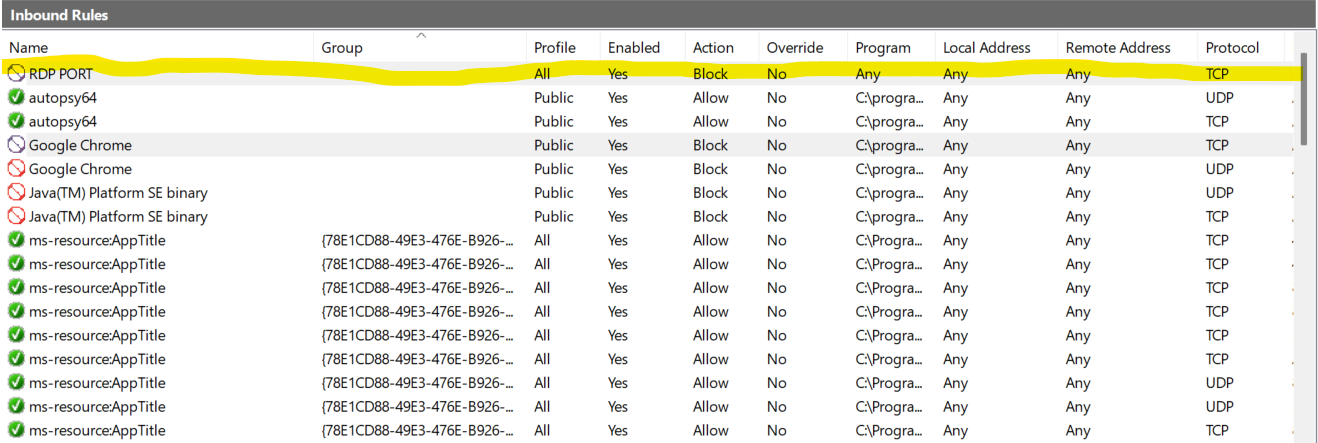 Inbound Rules
Name Group Profile Enabled Action Override Program Local Address Remote Address Protocol
RDP PORT All Yes Block No Any Any Any TCP
autopsy64 Public Yes Allow No C:\progra... Any Any UDP
autopsy64 Public Yes Allow No C:\progra... Any Any TCP
Google Chrome Public Yes Block No C:\progra... Any Any TCP
Google Chrome Public Yes Block No C:\progra... Any Any UDP
Java(TM) Platform SE binary Public Yes Block No C:\progra... Any Any UDP
Java(TM) Platform SE binary Public Yes Block No C:\progra... Any Any TCP
ms-resource:AppTitle {78E1CD88-49E3-476E-B926-... All Yes Allow No C:\Progra... Any Any TCP
ms-resource:AppTitle {78E1CD88-49E3-476E-B926-... All Yes Allow No C:\Progra... Any Any TCP
ms-resource:AppTitle {78E1CD88-49E3-476E-B926-... All Yes Allow No C:\Progra... Any Any TCP
ms-resource:AppTitle {78E1CD88-49E3-476E-B926-... All Yes Allow No C:\Progra... Any Any TCP
ms-resource:AppTitle {78E1CD88-49E3-476E-B926-... All Yes Allow No C:\Progra... Any Any TCP
ms-resource:AppTitle {78E1CD88-49E3-476E-B926-... All Yes Allow No C:\Progra... Any Any TCP
ms-resource:AppTitle {78E1CD88-49E3-476E-B926-... All Yes Allow No C:\Progra... Any Any UDP
ms-resource:AppTitle {78E1CD88-49E3-476E-B926-... All Yes Allow No C:\Progra... Any Any UDP
ms-resource:AppTitle {78E1CD88-49E3-476E-B926-... All Yes Allow No C:\Progra... Any Any TCP